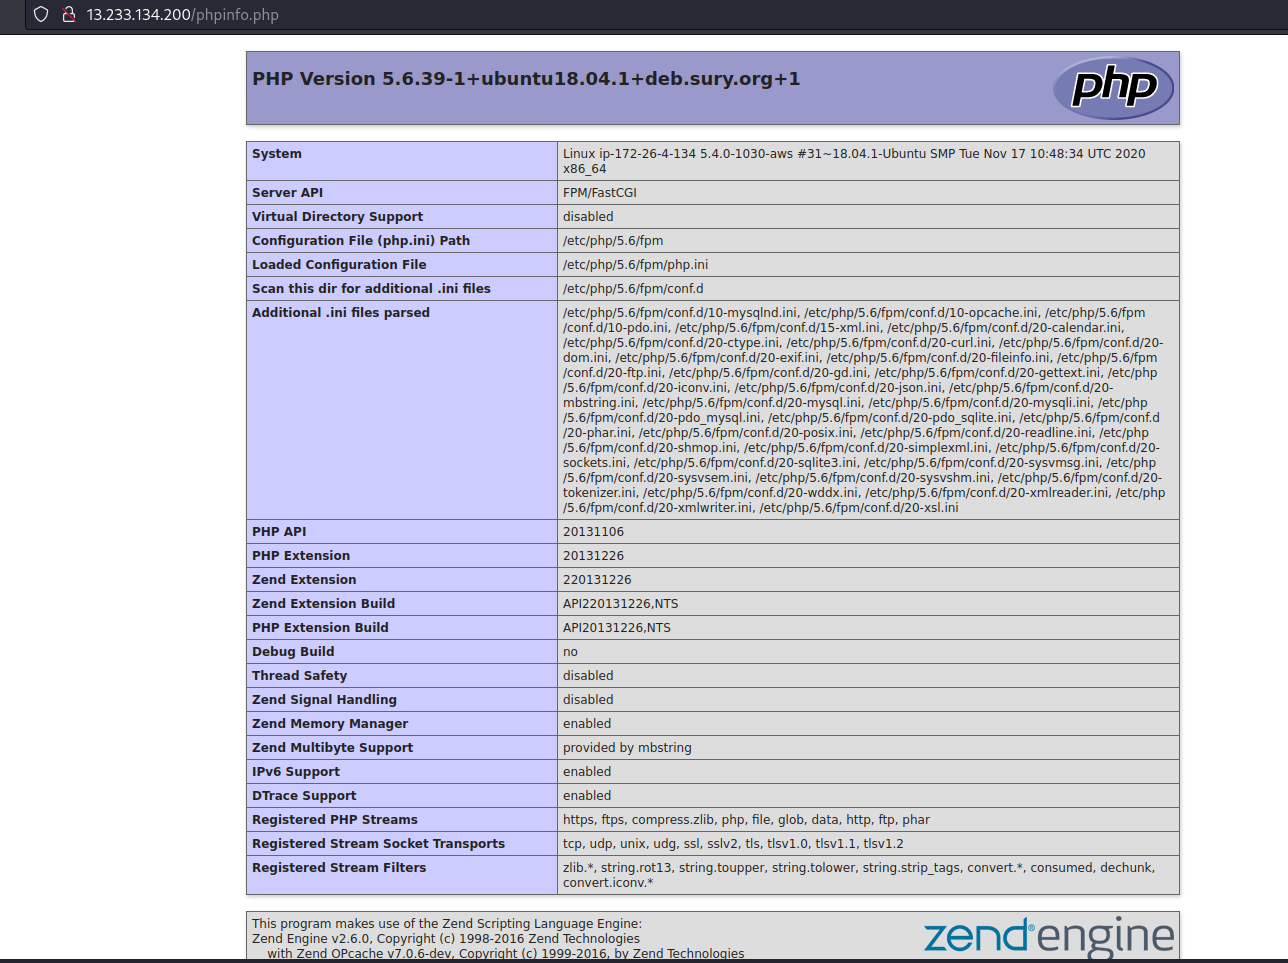 13.233.134.200/phpinfo.php
PHP Version 5.6.39-1+ubuntu18.04.1+deb.sury.org+1
php
System
Linux ip-172-26-4-134 5.4.0-1030-aws #31~18.04.1-Ubuntu SMP Tue Nov 17 10:48:34 UTC 2020
x86_64
Server API
FPM/FastCGI
Virtual Directory Support
disabled
Configuration File (php.ini) Path
/etc/php/5.6/fpm
Loaded Configuration File
/etc/php/5.6/fpm/php.ini
Scan this dir for additional .ini files
/etc/php/5.6/fpm/conf.d
Additional .ini files parsed
/etc/php/5.6/fpm/conf.d/10-mysqlnd.ini, /etc/php/5.6/fpm/conf.d/10-opcache.ini, /etc/php/5.6/fpm
/conf.d/10-pdo.ini, /etc/php/5.6/fpm/conf.d/15-xml.ini, /etc/php/5.6/fpm/conf.d/20-calendar.ini,
/etc/php/5.6/fpm/conf.d/20-ctype.ini, /etc/php/5.6/fpm/conf.d/20-curl.ini, /etc/php/5.6/fpm/conf.d/20-
dom.ini, /etc/php/5.6/fpm/conf.d/20-exif.ini, /etc/php/5.6/fpm/conf.d/20-fileinfo.ini, /etc/php/5.6/fpm
/conf.d/20-ftp.ini, /etc/php/5.6/fpm/conf.d/20-gd.ini, /etc/php/5.6/fpm/conf.d/20-gettext.ini, /etc/php
/5.6/fpm/conf.d/20-iconv.ini, /etc/php/5.6/fpm/conf.d/20-json.ini, /etc/php/5.6/fpm/conf.d/20-
mbstring.ini, /etc/php/5.6/fpm/conf.d/20-mysql.ini, /etc/php/5.6/fpm/conf.d/20-mysqli.ini, /etc/php
/5.6/fpm/conf.d/20-pdo_mysql.ini, /etc/php/5.6/fpm/conf.d/20-pdo_sqlite.ini, /etc/php/5.6/fpm/conf.d
/20-phar.ini, /etc/php/5.6/fpm/conf.d/20-posix.ini, /etc/php/5.6/fpm/conf.d/20-readline.ini, /etc/php
/5.6/fpm/conf.d/20-shmop.ini, /etc/php/5.6/fpm/conf.d/20-simplexml.ini, /etc/php/5.6/fpm/conf.d/20-
sockets.ini, /etc/php/5.6/fpm/conf.d/20-sqlite3.ini, /etc/php/5.6/fpm/conf.d/20-sysvmsg.ini, /etc/php
/5.6/fpm/conf.d/20-sysvsem.ini, /etc/php/5.6/fpm/conf.d/20-sysvshm.ini, /etc/php/5.6/fpm/conf.d/20-
tokenizer.ini, /etc/php/5.6/fpm/conf.d/20-wddx.ini, /etc/php/5.6/fpm/conf.d/20-xmlreader.ini, /etc/php
/5.6/fpm/conf.d/20-xmlwriter.ini, /etc/php/5.6/fpm/conf.d/20-xsl.ini
PHP API
20131106
PHP Extension
20131226
Zend Extension
220131226
Zend Extension Build
API220131226,NTS
PHP Extension Build
API20131226,NTS
Debug Build
no
Thread Safety
disabled
Zend Signal Handling
disabled
Zend Memory Manager
enabled
Zend Multibyte Support
provided by mbstring
IPv6 Support
enabled
DTrace Support
enabled
Registered PHP Streams
https, ftps, compress.zlib, php, file, glob, data, http, ftp, phar
Registered Stream Socket Transports
tcp, udp, unix, udg, ssl, sslv2, tls, tlsv1.0, tlsv1.1, tlsv1.2
Registered Stream Filters
zlib.*, string.rot13, string.toupper, string.tolower, string.strip_tags, convert.*, consumed, dechunk,
convert.iconv.*
This program makes use of the Zend Scripting Language Engine:
Zend Engine v2.6.0, Copyright (c) 1998-2016 Zend Technologies
with Zend OPcache v7.0.6-dev, Copyright (c) 1999-2016, by Zend Technologies
zend®engine